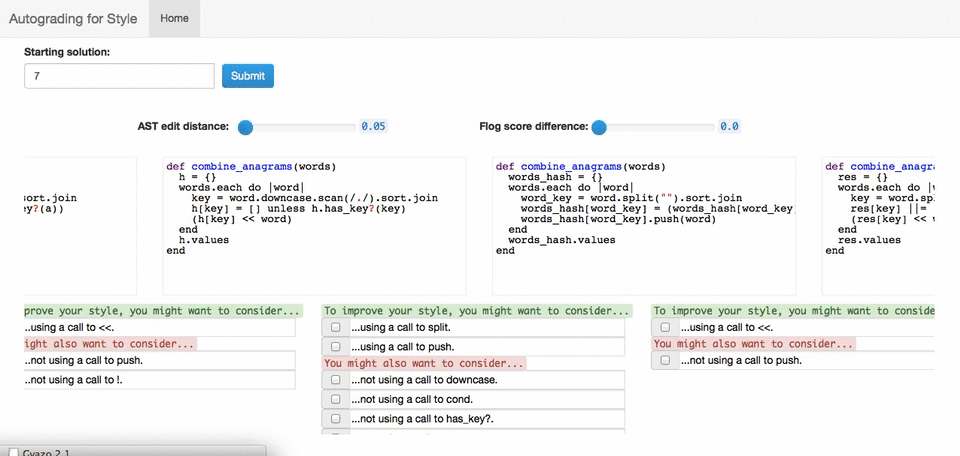 Autograding for Style Home
Starting solution:
7 Submit
AST edit distance: 0.05 Flog score difference: 0.0
sort.join
y?(a))
def combine_anagrams(words)
  h = {}
  words.each do |word|
    key = word.downcase.scan(/./).sort.join
    h[key] = [] unless h.has_key?(key)
    (h[key] << word)
  end
  h.values
end
def combine_anagrams(words)
  words_hash = {}
  words.each do |word|
    word_key = word.split("").sort.join
    words_hash[word_key] = (words_hash[word_key
    words_hash[word_key].push(word)
  end
  words_hash.values
end
def combine_anagra
  res = {}
  words.each do |
    key = word.spl
    res[key] ||=
    (res[key] <<
  end
  res.values
end
prove your style, you might want to consider...
..using a call to <<.
ight also want to consider...
..not using a call to push.
..not using a call to !.
To improve your style, you might want to consider...
...using a call to split.
...using a call to push.
You might also want to consider...
...not using a call to downcase.
...not using a call to cond.
...not using a call to has_key?.
To improve your style, you might want to conside
...using a call to <<.
You might also want to consider...
...not using a call to push.
Gyazo 2.1